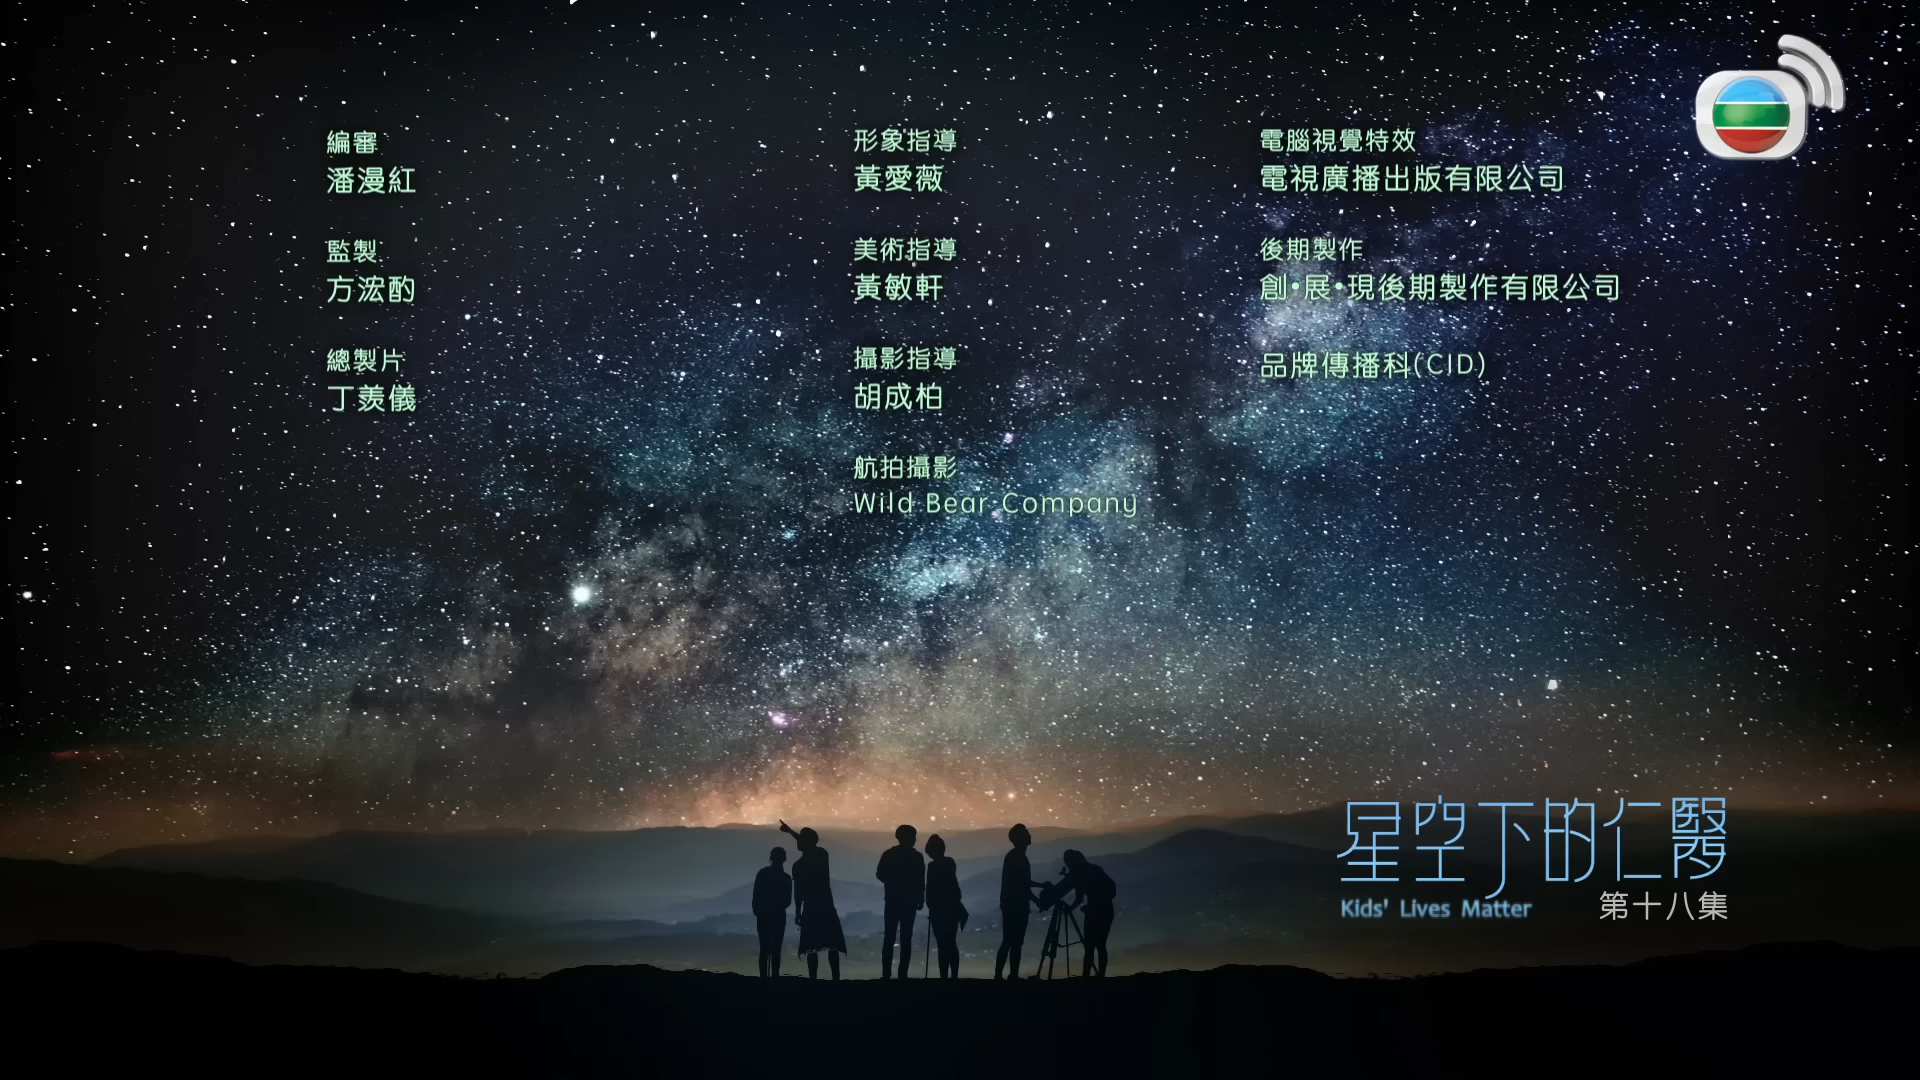 編審
潘漫紅
監製
方浤酌
總製片
丁羨儀
形象指導
黃愛薇
美術指導
黃敏軒
攝影指導
胡成柏
航拍攝影
Wild Bear Company
電腦視覺特效
電視廣播出版有限公司
後期製作
創•展•現後期製作有限公司
品牌傳播科(CID)
星空下的仁醫
Kids' Lives Matter
第十八集